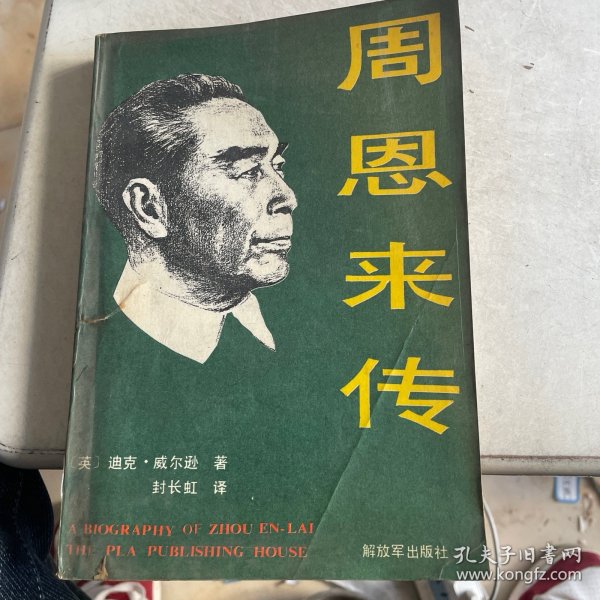 周恩来传
〔英〕迪克·威尔逊 著
封长虹 译
A BIOGRAPHY OF ZHOU EN-LAI
THE PLA PUBLISHING HOUSE
解放军出版社
孔夫子旧书网
www.kongfz.com